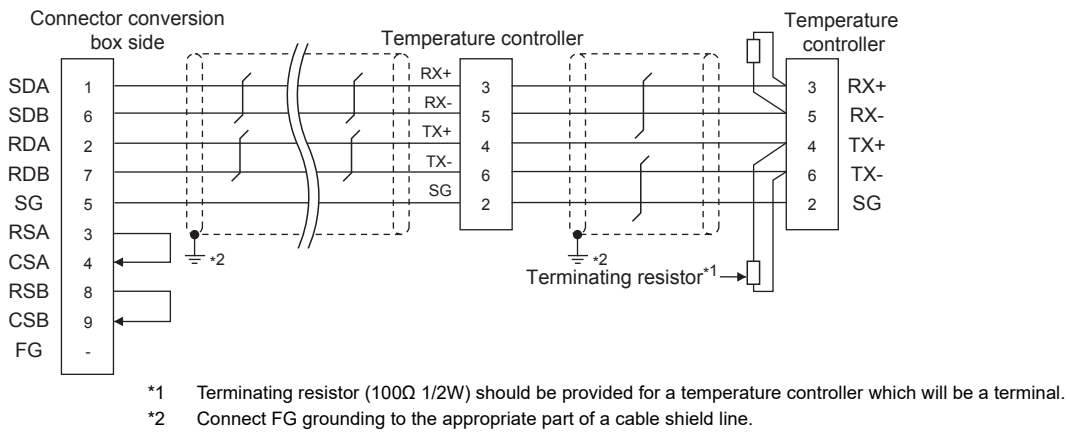 Connector conversion
box side
Temperature controller
Temperature
controller
SDA 1 RX+ 3 3 RX+
SDB 6 RX- 5 5 RX-
RDA 2 TX+ 4 4 TX+
RDB 7 TX- 6 6 TX-
SG 5 SG 2 2 SG
RSA 3
CSA 4
RSB 8
CSB 9
FG -
*2
*2
Terminating resistor*1
*1 Terminating resistor (100Ω 1/2W) should be provided for a temperature controller which will be a terminal.
*2 Connect FG grounding to the appropriate part of a cable shield line.